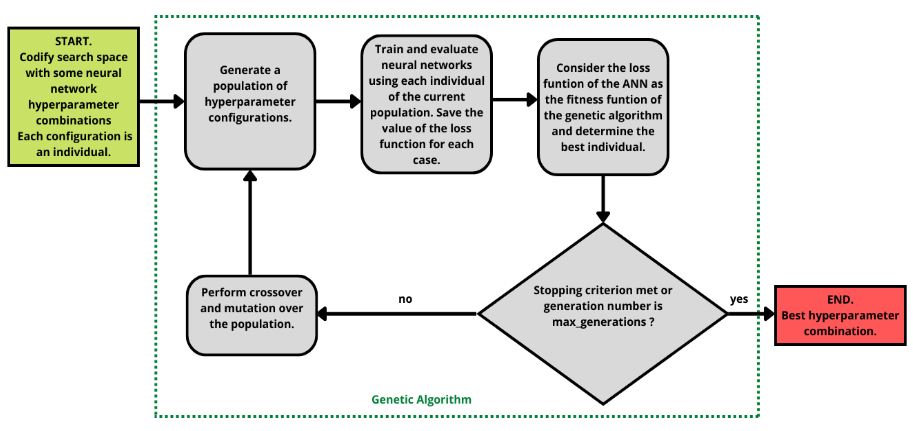 START.
Codify search space
with some neural
network
hyperparameter
combinations
Each configuration is
an individual.
Generate a
population of
hyperparameter
configurations.
Train and evaluate
neural networks
using each individual
of the current
population. Save the
value of the loss
function for each
case.
Consider the loss
funtion of the ANN as
the fitness funtion of
the genetic algorithm
and determine the
best individual.
Stopping criterion met or
generation number is
max_generations ?
yes
END.
Best hyperparameter
combination.
no
Perform crossover
and mutation over
the population.
Genetic Algorithm